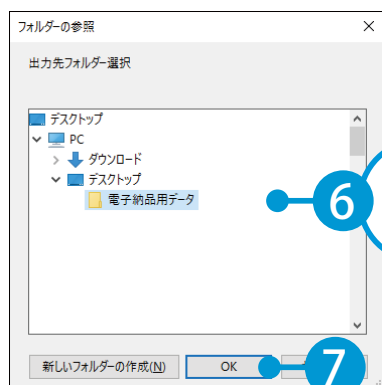 フォルダーの参照
出力先フォルダー選択
デスクトップ
PC
ダウンロード
デスクトップ
電子納品用データ
6
新しいフォルダーの作成(N)
OK
7